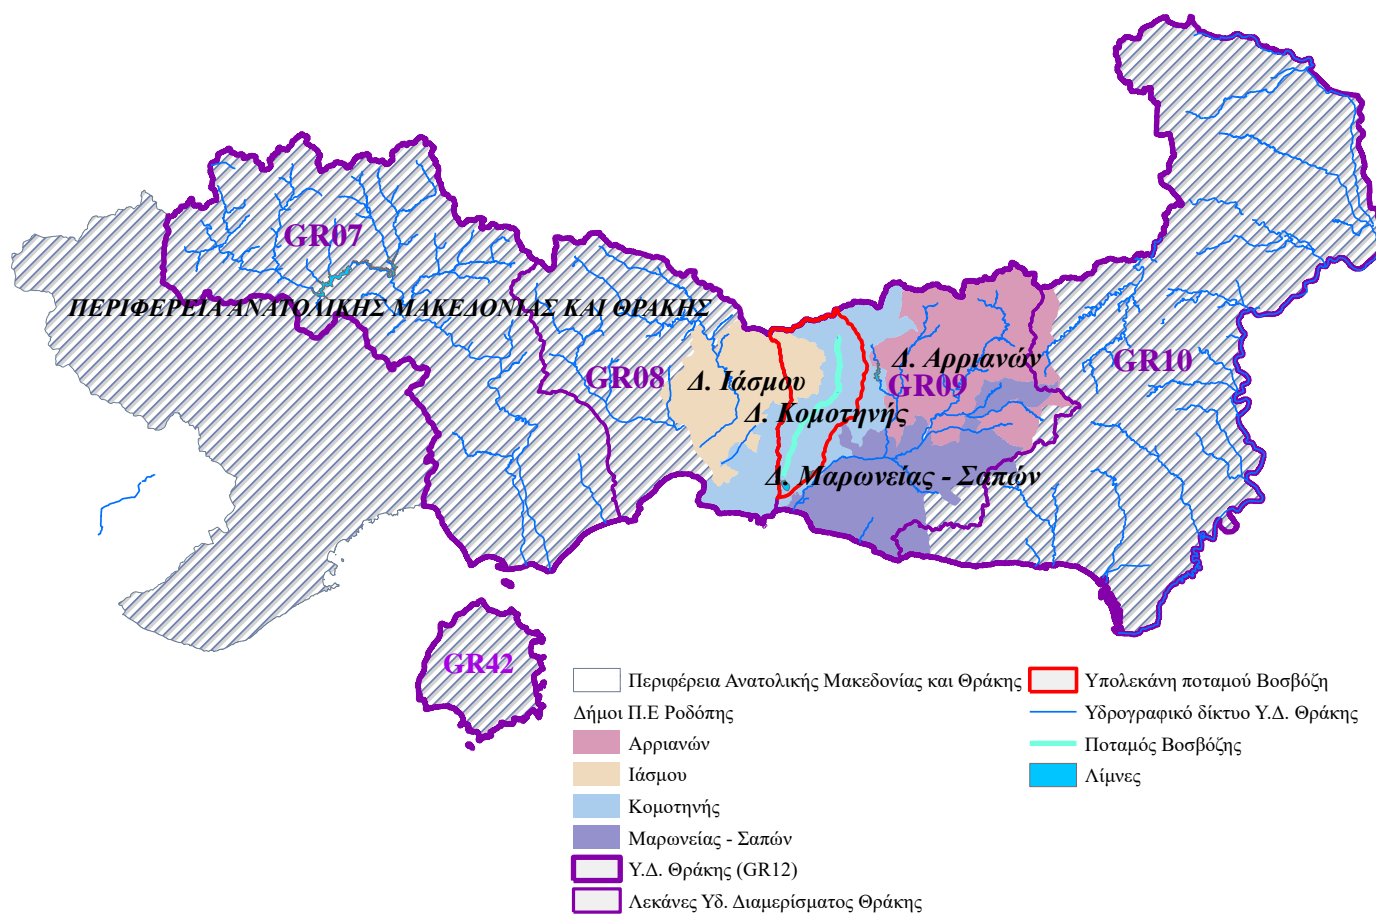 GR07
ΠΕΡΙΦΕΡΕΙΑ ΑΝΑΤΟΛΙΚΗΣ ΜΑΚΕΔΟΝΙΑΣ ΚΑΙ ΘΡΑΚΗΣ
GR08
Δ. Ιάσμου
Δ. Αρριανών
GR09
GR10
Δ. Κομοτηνής
Δ. Μαρωνείας - Σαπών
GR42
Περιφέρεια Ανατολικής Μακεδονίας και Θράκης
Δήμοι Π.Ε Ροδόπης
Αρριανών
Ιάσμου
Κομοτηνής
Μαρωνείας - Σαπών
Υ.Δ. Θράκης (GR12)
Λεκάνες Υδ. Διαμερίσματος Θράκης
Υπολεκάνη ποταμού Βοσβόζη
Υδρογραφικό δίκτυο Υ.Δ. Θράκης
Ποταμός Βοσβόζης
Λίμνες